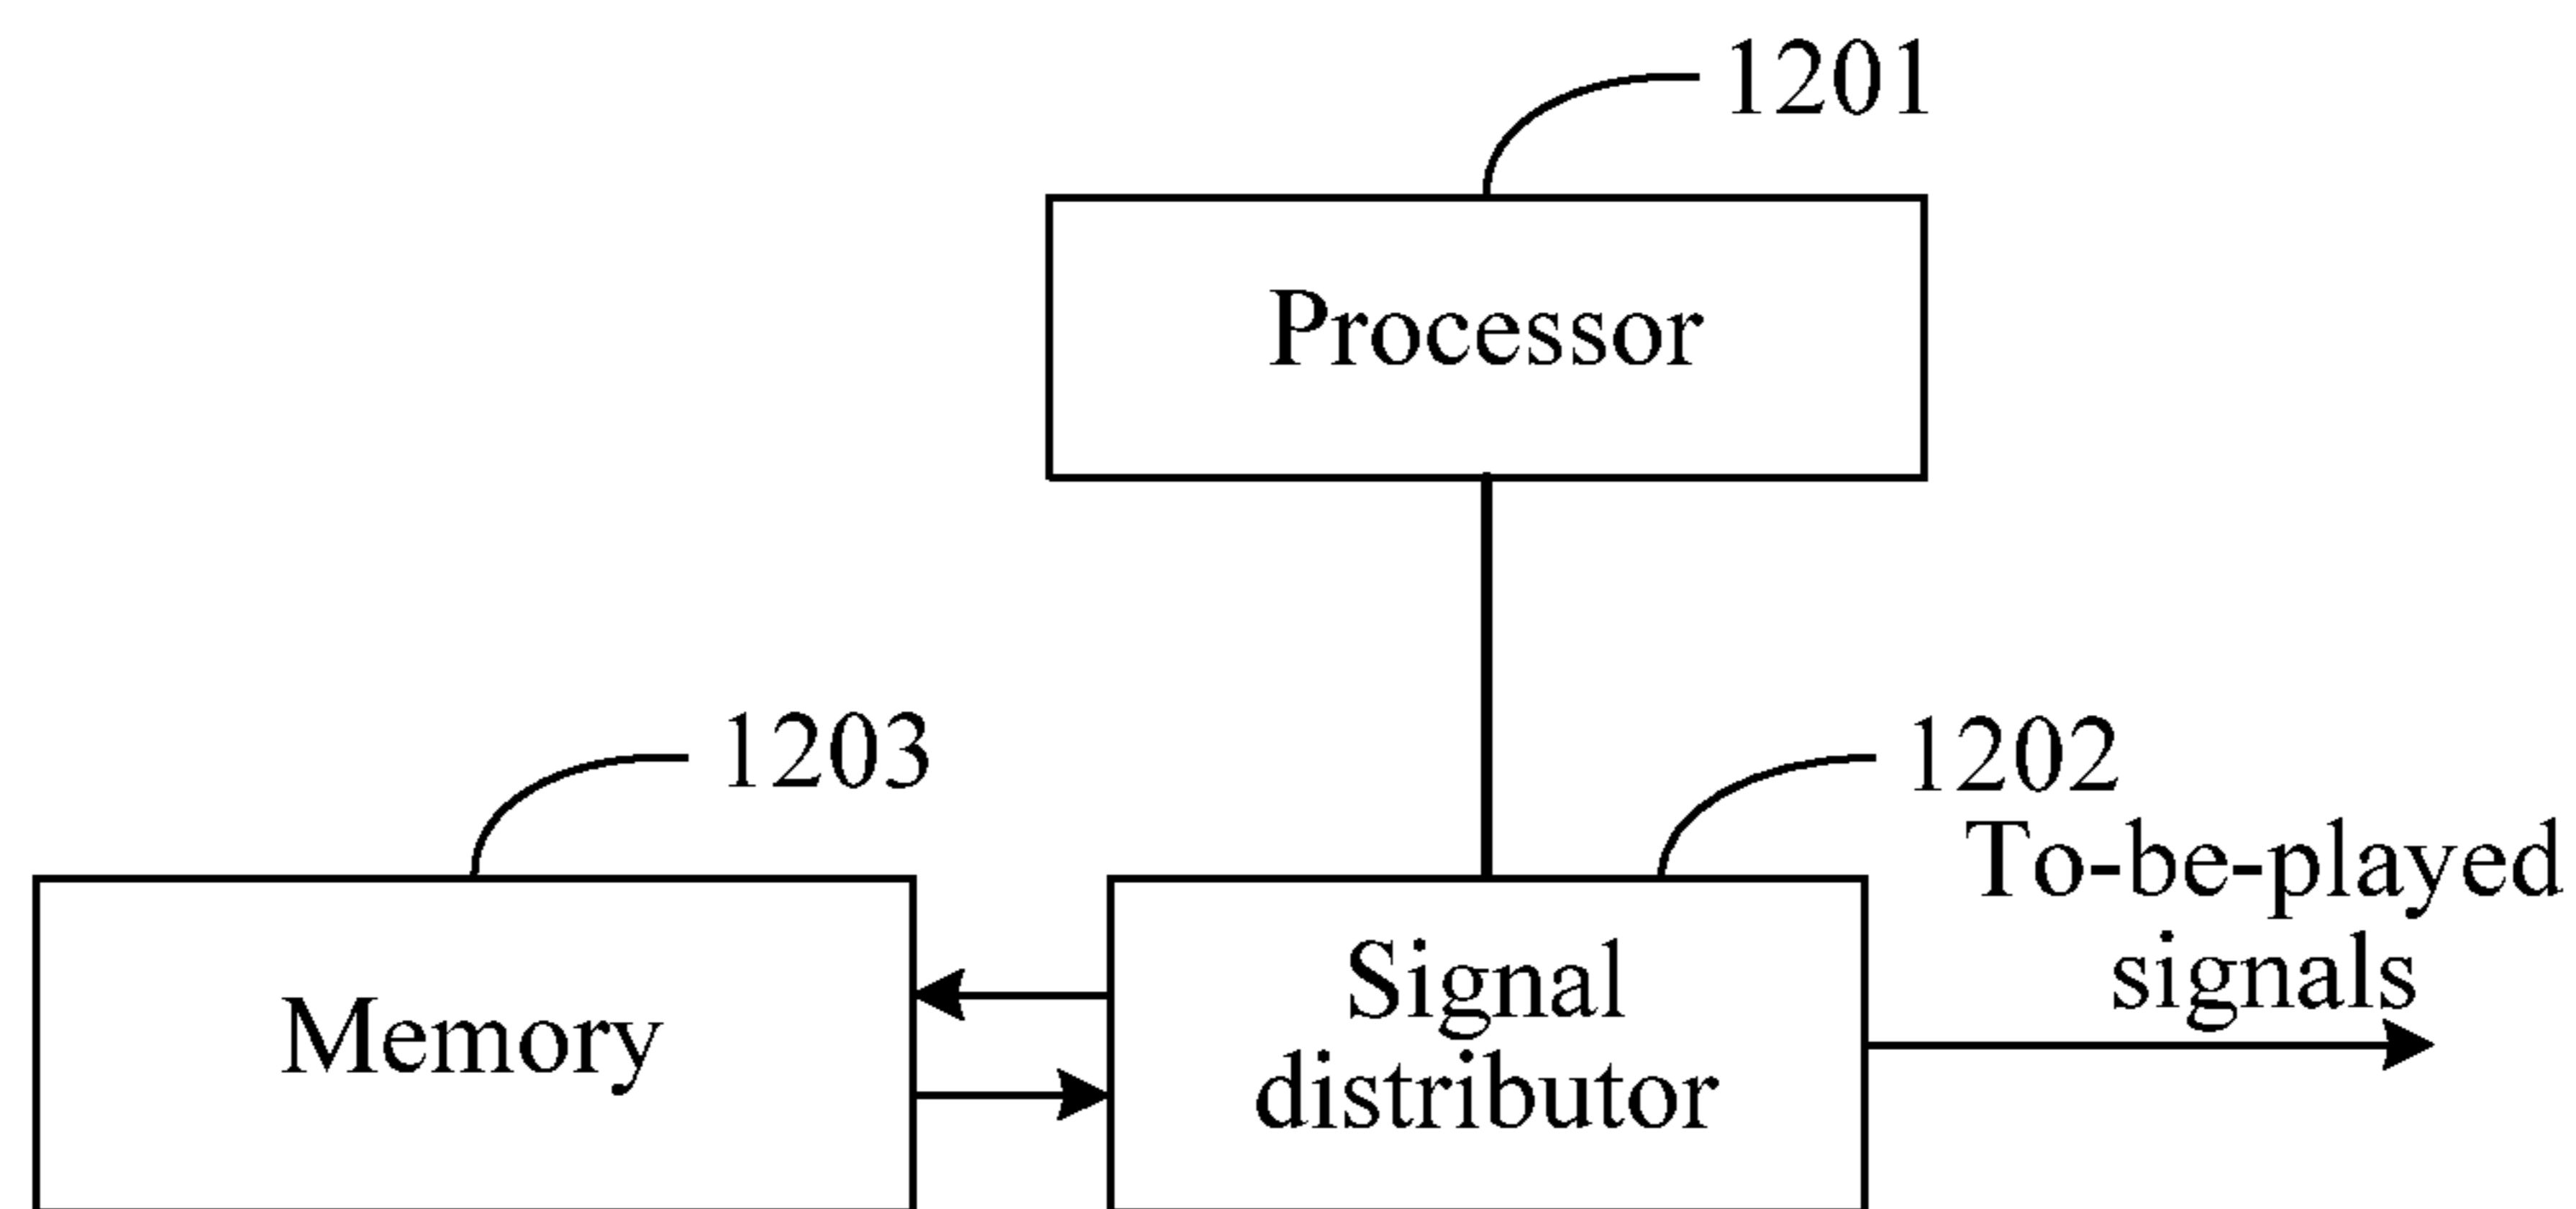 1201
Processor
1203
1202
To-be-played
signals
Memory
Signal
distributor